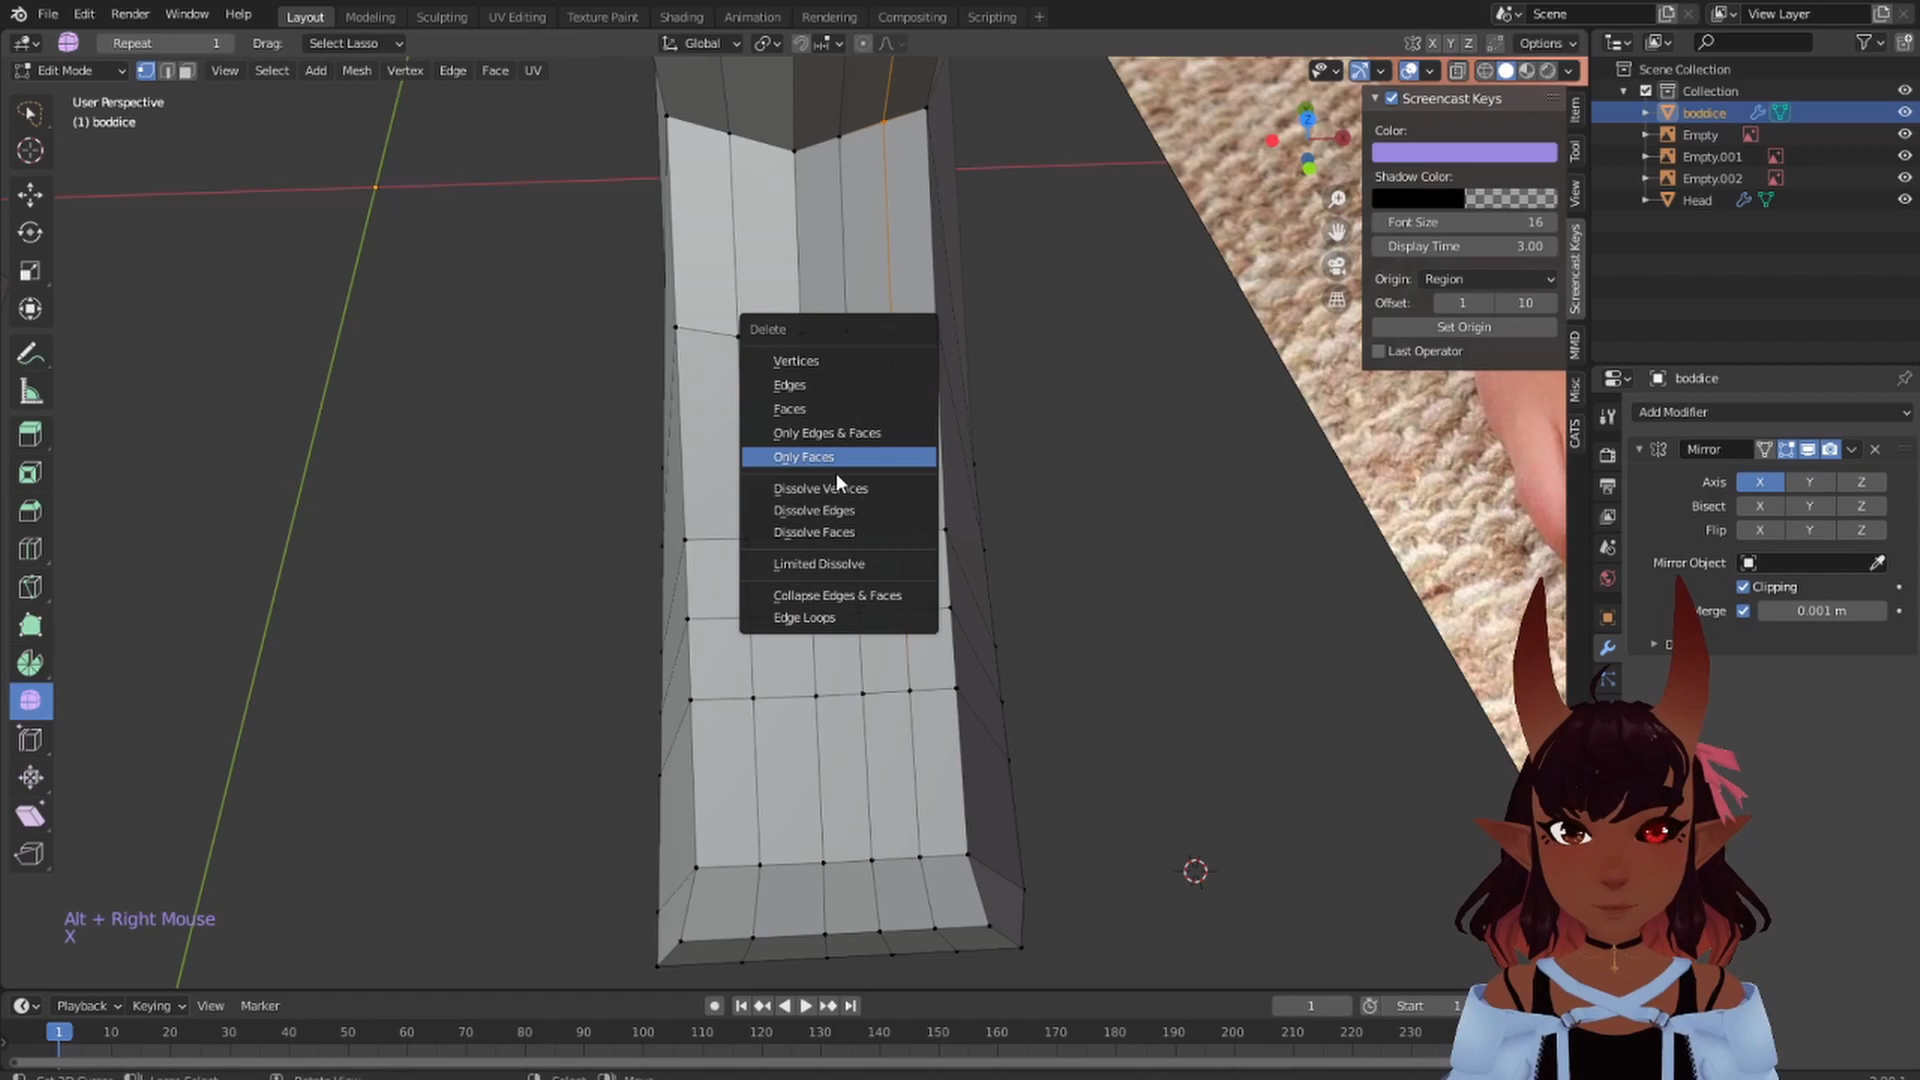 File Edit Render Window Help
Layout Modeling Sculpting UV Editing Texture Paint Shading Animation Rendering Compositing Scripting +
Scene View Layer
Repeat 1 Drag: Select Lasso Global X Y Z Options
Edit Mode View Select Add Mesh Vertex Edge Face UV
User Perspective
(1) boddice
Screencast Keys
Color:
Shadow Color:
Font Size 16
Display Time 3.00
Origin: Region
Offset: 1 10
Set Origin
Last Operator
Item
Tool
View
Screencast Keys
MMD
Misc
CATS
Z
X
Scene Collection
Collection
boddice
Empty
Empty.001
Empty.002
Head
boddice
Add Modifier
Mirror
Axis X Y Z
Bisect X Y Z
Flip X Y Z
Mirror Object
Clipping
Merge 0.001 m
Delete
Vertices
Edges
Faces
Only Edges & Faces
Only Faces
Dissolve Vertices
Dissolve Edges
Dissolve Faces
Limited Dissolve
Collapse Edges & Faces
Edge Loops
Alt + Right Mouse
X
Playback Keying View Marker
1 Start 1
1 10 20 30 40 50 60 70 80 90 100 110 120 130 140 150 160 170 180 190 200 210 220 230